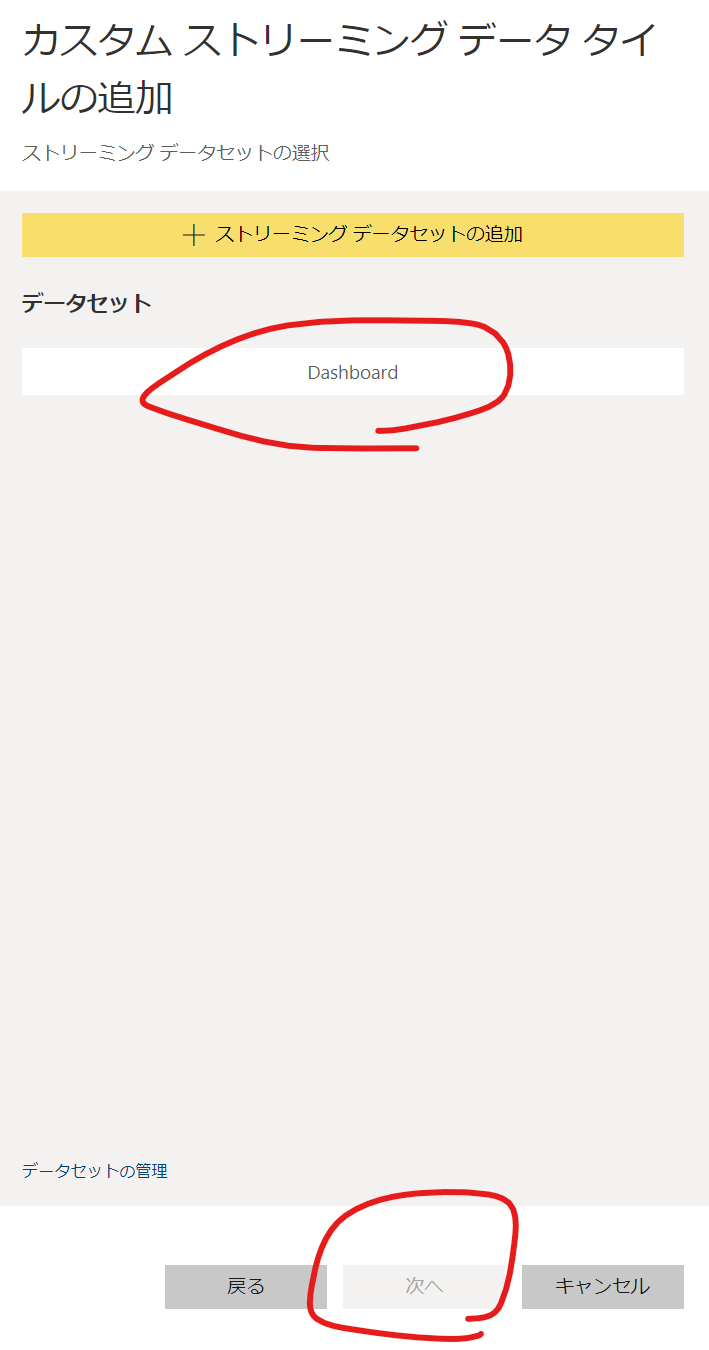 カスタム ストリーミング データ タイ
ルの追加
ストリーミング データセットの選択
＋ ストリーミング データセットの追加
データセット
Dashboard
データセットの管理
戻る 次へ キャンセル